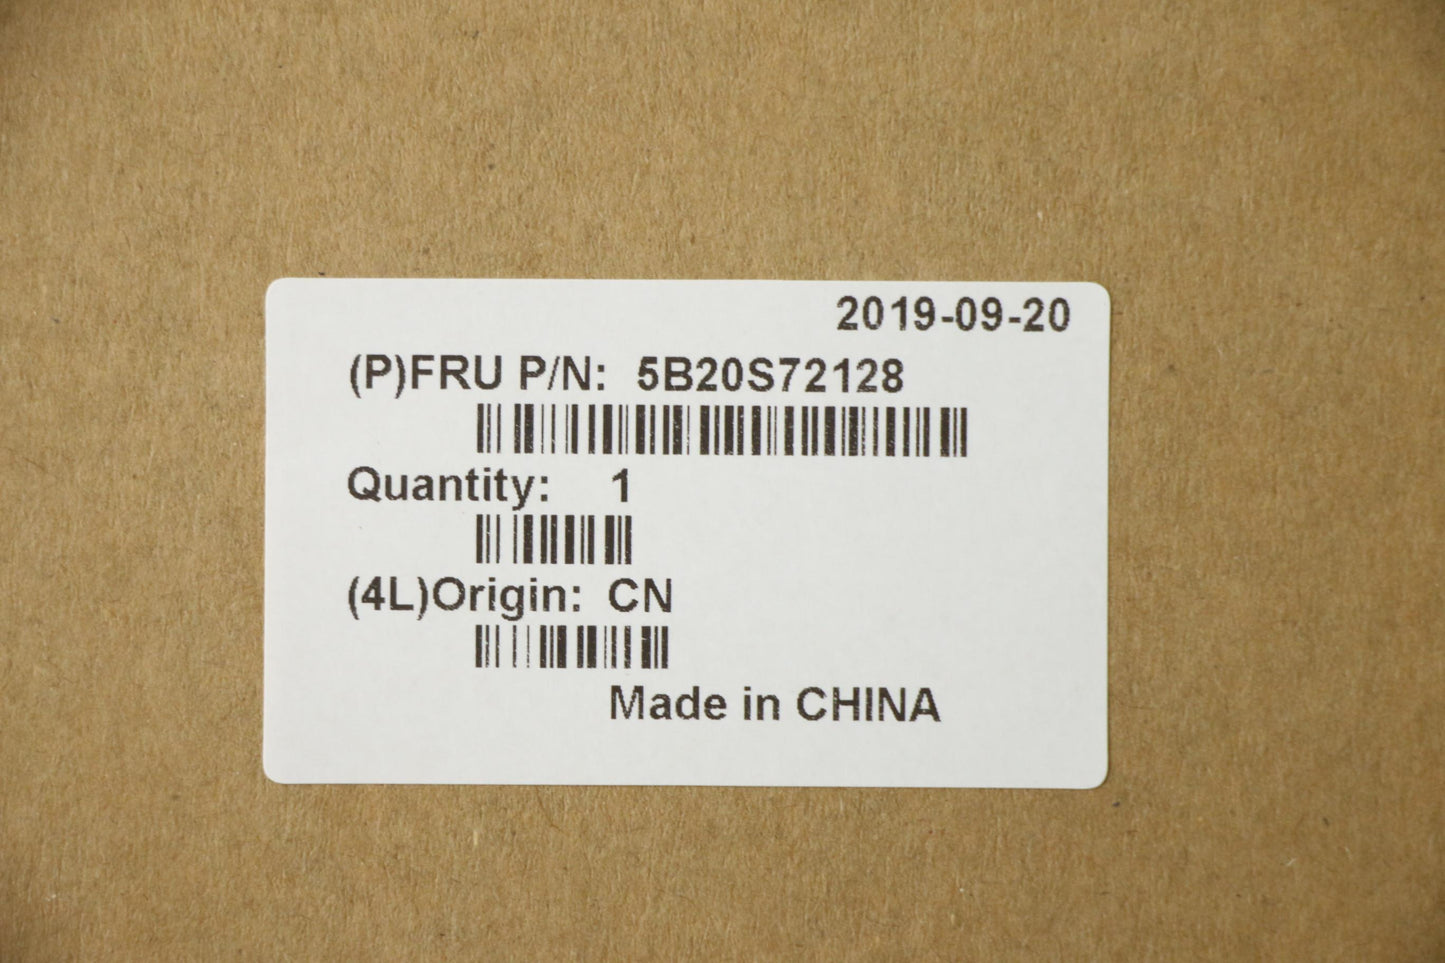 2019-09-20
(P)FRU P/N: 5B20S72128
Quantity: 1
(4L)Origin: CN
Made in CHINA